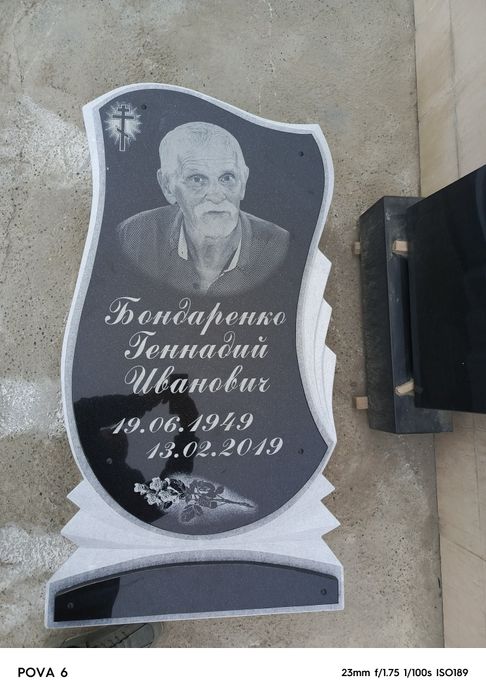 Бондаренко
Геннадий
Иванович
19.06.1949
13.02.2019
POVA 6
23mm f/1.75 1/100s ISO189